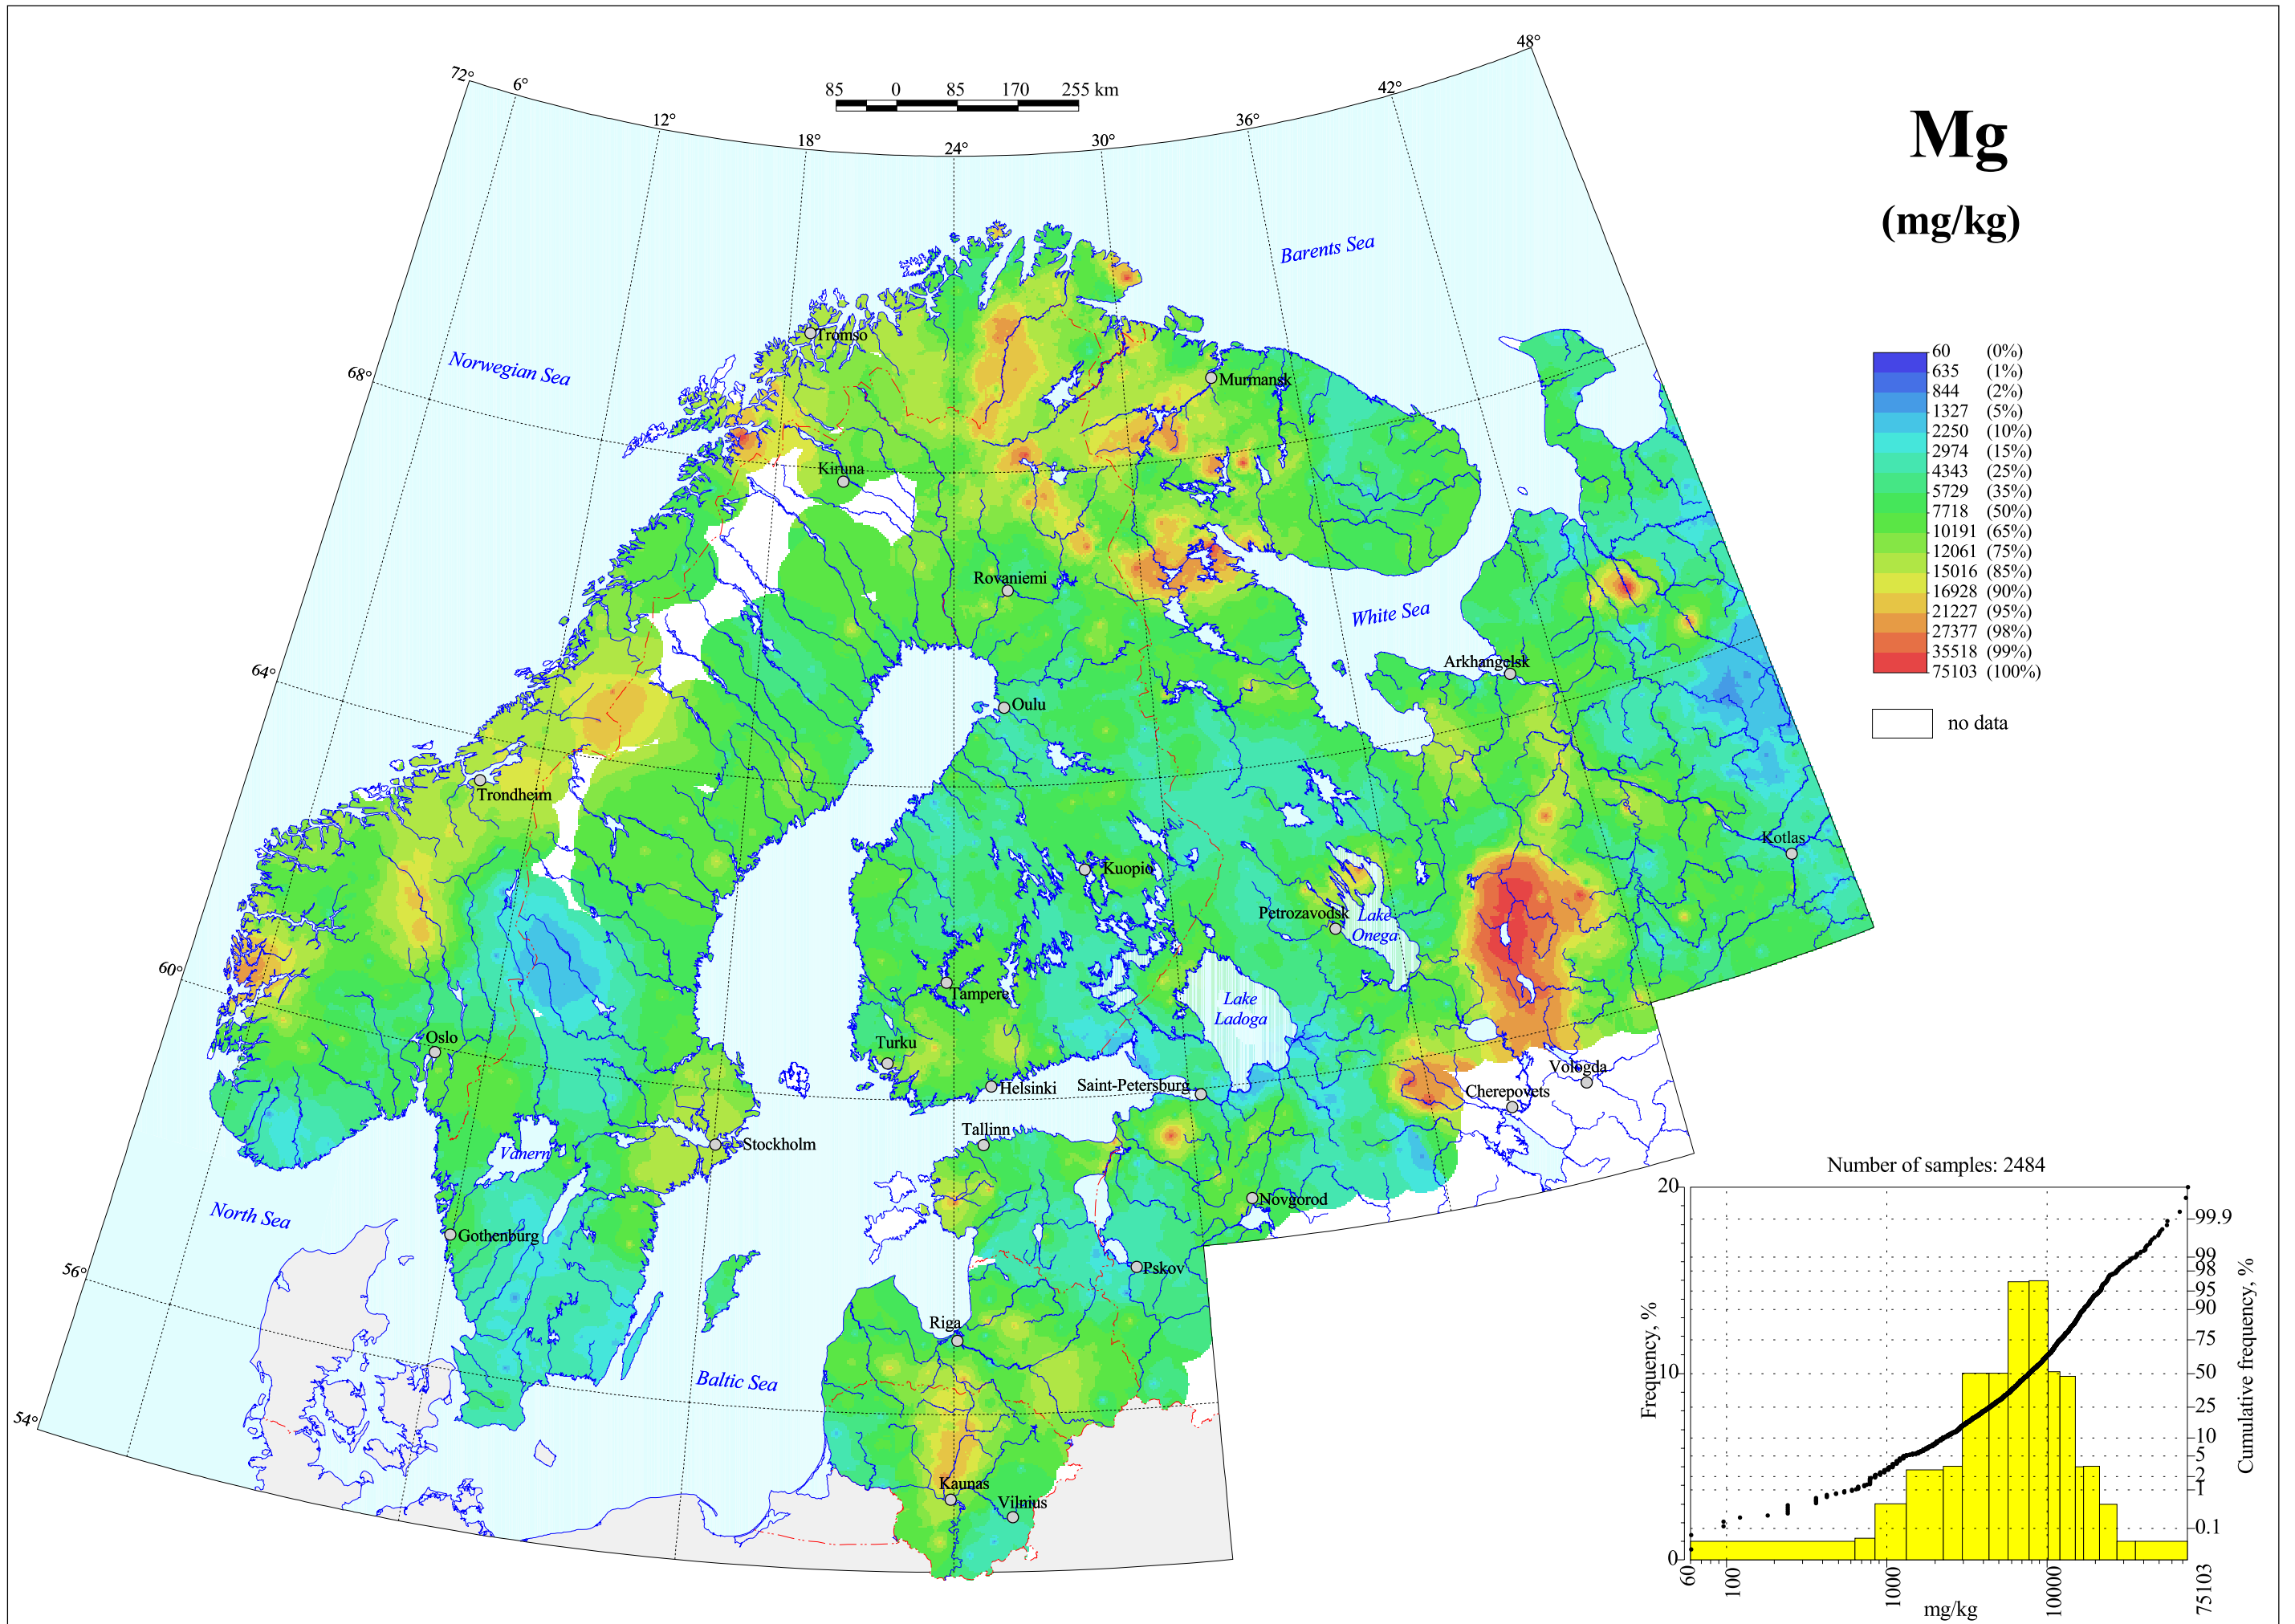 48°
72°
6°
42°
85 0 85 170 255 km
12°
36°
18°
30°
24°
Mg
(mg/kg)
Barents Sea
Tromso
Norwegian Sea
68°
Murmansk
60 (0%)
635 (1%)
844 (2%)
1327 (5%)
2250 (10%)
2974 (15%)
4343 (25%)
5729 (35%)
7718 (50%)
10191 (65%)
12061 (75%)
15016 (85%)
16928 (90%)
21227 (95%)
27377 (98%)
35518 (99%)
75103 (100%)
no data
Kiruna
Rovaniemi
White Sea
64°
Arkhangelsk
Oulu
Trondheim
Kotlas
Kuopio
Petrozavodsk
Lake
Onega
60°
Tampere
Lake
Ladoga
Oslo
Turku
Helsinki
Saint-Petersburg
Vologda
Cherepovets
Tallinn
Stockholm
Vanern
Number of samples: 2484
North Sea
Novgorod
Gothenburg
56°
Pskov
Riga
Baltic Sea
54°
Kaunas
Vilnius
20
10
0
Frequency, %
99.9
99
98
95
90
75
50
25
10
5
2
1
0.1
Cumulative frequency, %
60
100
1000
10000
75103
mg/kg